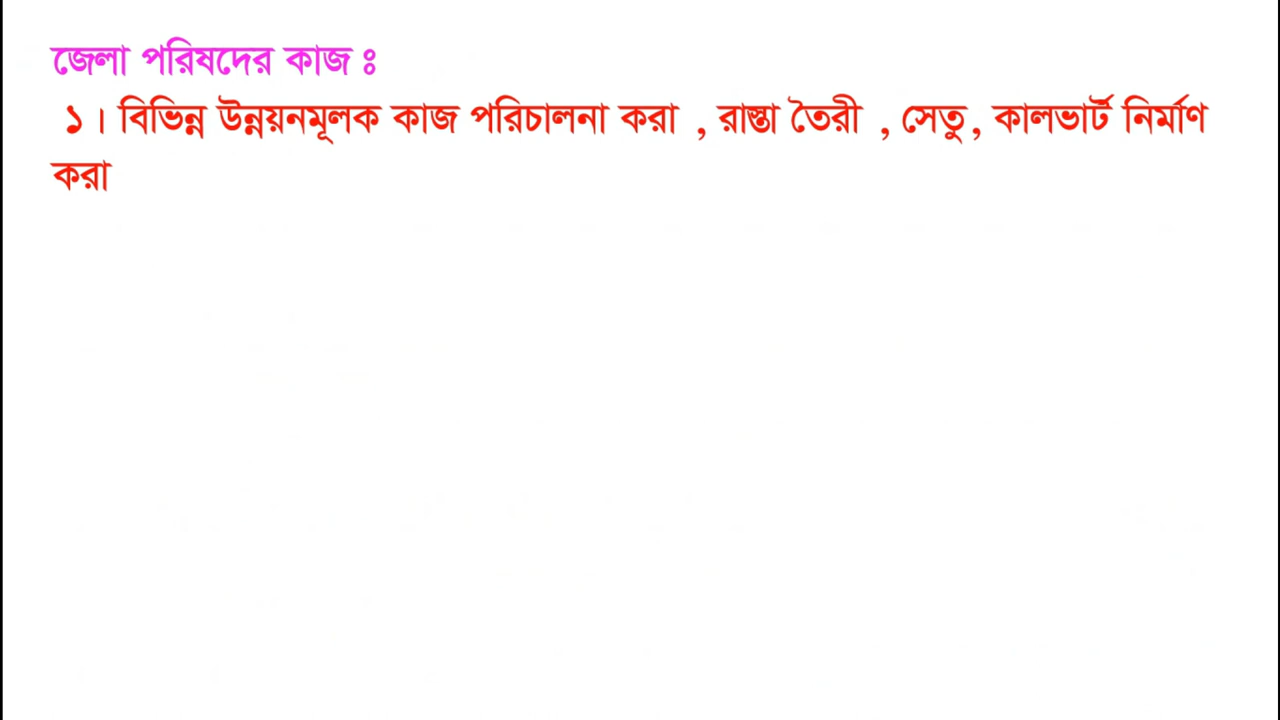 জেলা পরিষদের কাজ ঃ
১। বিভিন্ন উন্নয়নমূলক কাজ পরিচালনা করা , রাস্তা তৈরী , সেতু, কালভার্ট নির্মাণ
করা